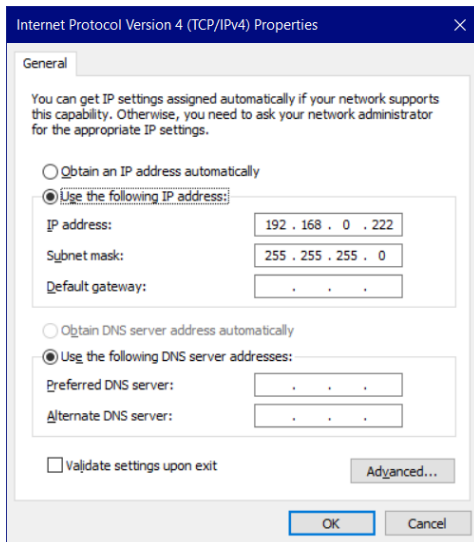 Internet Protocol Version 4 (TCP/IPv4) Properties
General
You can get IP settings assigned automatically if your network supports
this capability. Otherwise, you need to ask your network administrator
for the appropriate IP settings.
Obtain an IP address automatically
Use the following IP address:
IP address: 192 . 168 . 0 . 222
Subnet mask: 255 . 255 . 255 . 0
Default gateway: . . .
Obtain DNS server address automatically
Use the following DNS server addresses:
Preferred DNS server: . . .
Alternate DNS server: . . .
Validate settings upon exit
Advanced...
OK Cancel